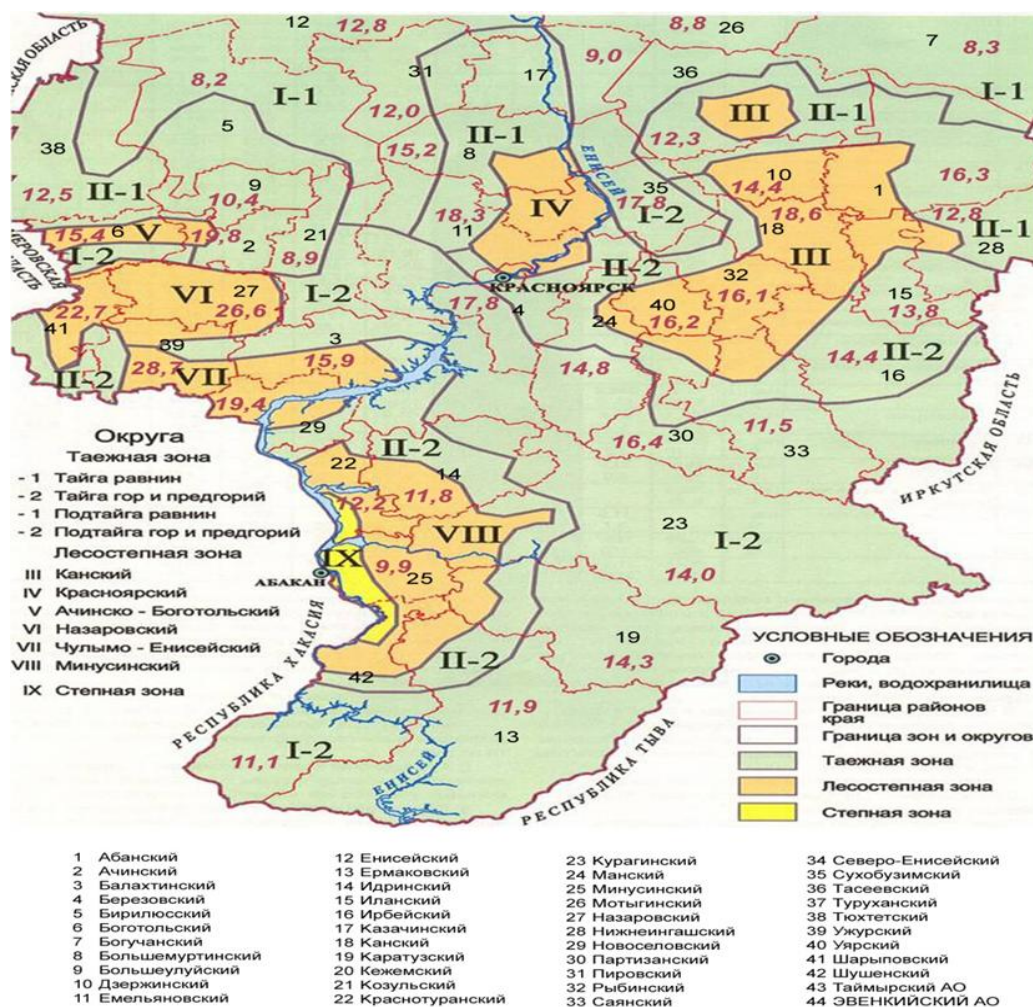 12
12,8
8,8
26
7
8,3
СКАЯ ОБЛАСТЬ
8,2
I-1
31
17
9,0
36
I-1
5
12,0
III
II-1
38
II-1
8
15,2
12,3
ЕНИСЕЙ
12,5
II-1
9
10,4
IV
35
17,8
10
14,4
1
16,3
15,4
6
V
19,8
2
21
18,3
11
I-2
18,6
18
12,8
II-1
28
I-2
8,9
II-2
III
КЕМЕРОВСКАЯ ОБЛАСТЬ
КРАСНОЯРСК
32
VI
27
I-2
17,8
4
40
16,1
15
13,8
22,7
26,6
24
16,2
41
39
3
14,4
II-2
16
II-2
28,7
VII
15,9
14,8
19,4
29
11,5
16,4
30
33
ИРКУТСКАЯ ОБЛАСТЬ
II-2
22
14
11,8
12,2
23
VIII
I-2
IX
9,9
25
14,0
АБАКАН
19
II-2
14,3
42
11,9
13
I-2
11,1
ЕНИСЕЙ
РЕСПУБЛИКА ХАКАСИЯ
РЕСПУБЛИКА ТЫВА
Округа
Таежная зона
- 1 Тайга равнин
- 2 Тайга гор и предгорий
- 1 Подтайга равнин
- 2 Подтайга гор и предгорий
Лесостепная зона
III Канский
IV Красноярский
V Ачинско - Боготольский
VI Назаровский
VII Чулымо - Енисейский
VIII Минусинский
IX Степная зона
УСЛОВНЫЕ ОБОЗНАЧЕНИЯ
Города
Реки, водохранилища
Граница районов
края
Граница зон и округов
Таежная зона
Лесостепная зона
Степная зона
1 Абанский
2 Ачинский
3 Балахтинский
4 Березовский
5 Бирилюсский
6 Боготольский
7 Богучанский
8 Большемуртинский
9 Большеулуйский
10 Дзержинский
11 Емельяновский
12 Енисейский
13 Ермаковский
14 Идринский
15 Иланский
16 Ирбейский
17 Казачинский
18 Канский
19 Каратузский
20 Кежемский
21 Козульский
22 Краснотуранский
23 Курагинский
24 Манский
25 Минусинский
26 Мотыгинский
27 Назаровский
28 Нижнеингашский
29 Новоселовский
30 Партизанский
31 Пировский
32 Рыбинский
33 Саянский
34 Северо-Енисейский
35 Сухобузимский
36 Тасеевский
37 Туруханский
38 Тюхтетский
39 Ужурский
40 Уярский
41 Шарыповский
42 Шушенский
43 Таймырский АО
44 ЭВЕНКИЙСКИЙ АО